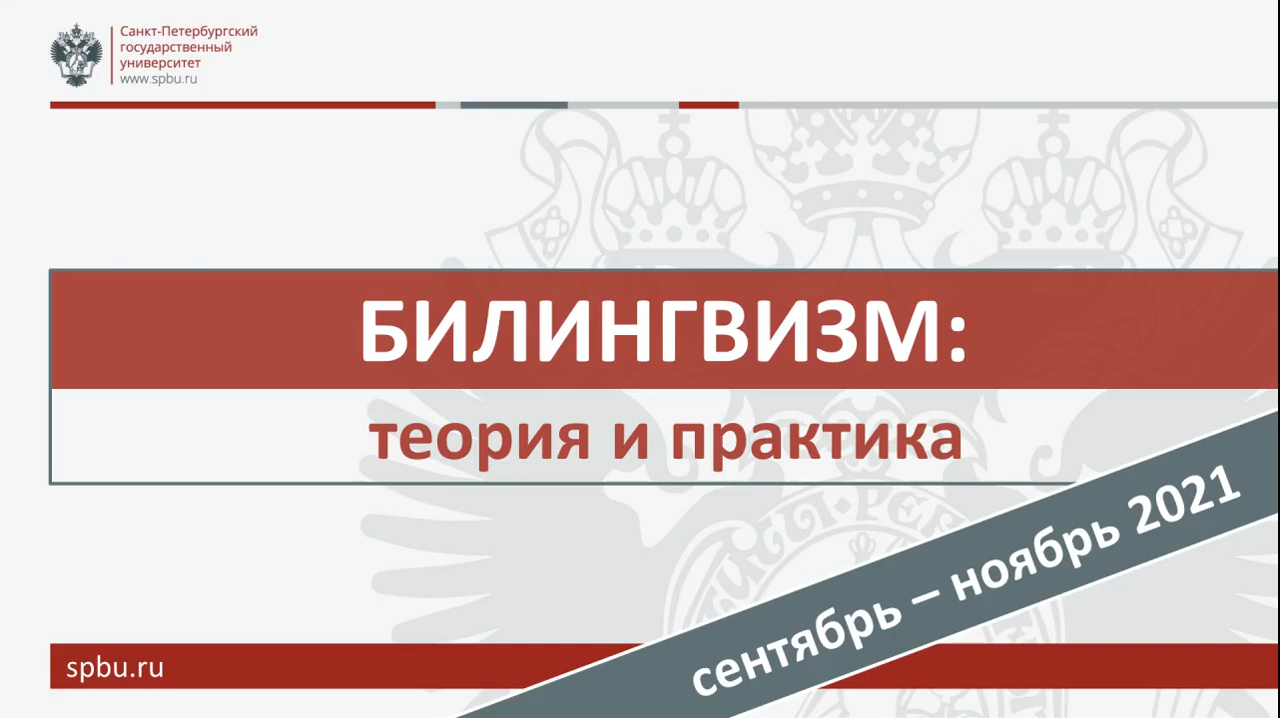 Санкт-Петербургский
государственный
университет
www.spbu.ru
БИЛИНГВИЗМ:
теория и практика
сентябрь – ноябрь 2021
spbu.ru